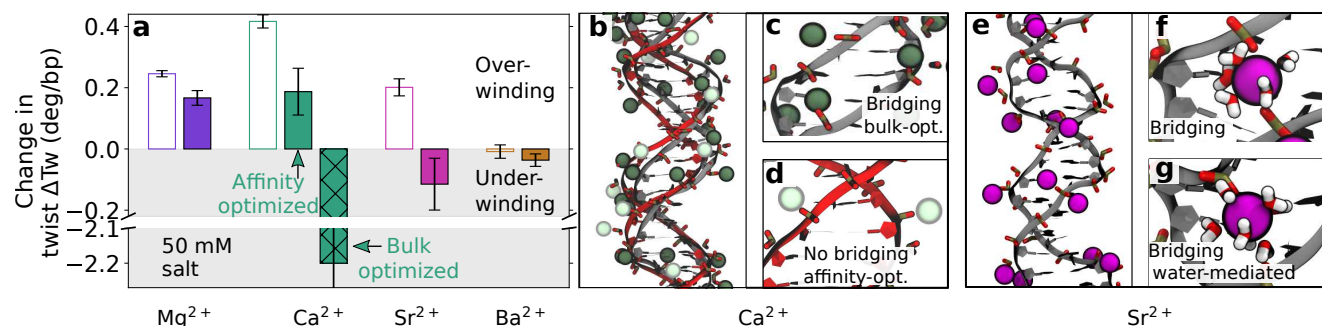 a
Change in
twist ΔTw (deg/bp)
0.4
0.2
0.0
−0.2
−2.1
−2.2
Over-
winding
Under-
winding
Affinity
optimized
Bulk
optimized
50 mM
salt
Mg²⁺
Ca²⁺
Sr²⁺
Ba²⁺
b
c
Bridging
bulk-opt.
d
No bridging
affinity-opt.
Ca²⁺
e
f
Bridging
g
Bridging
water-mediated
Sr²⁺